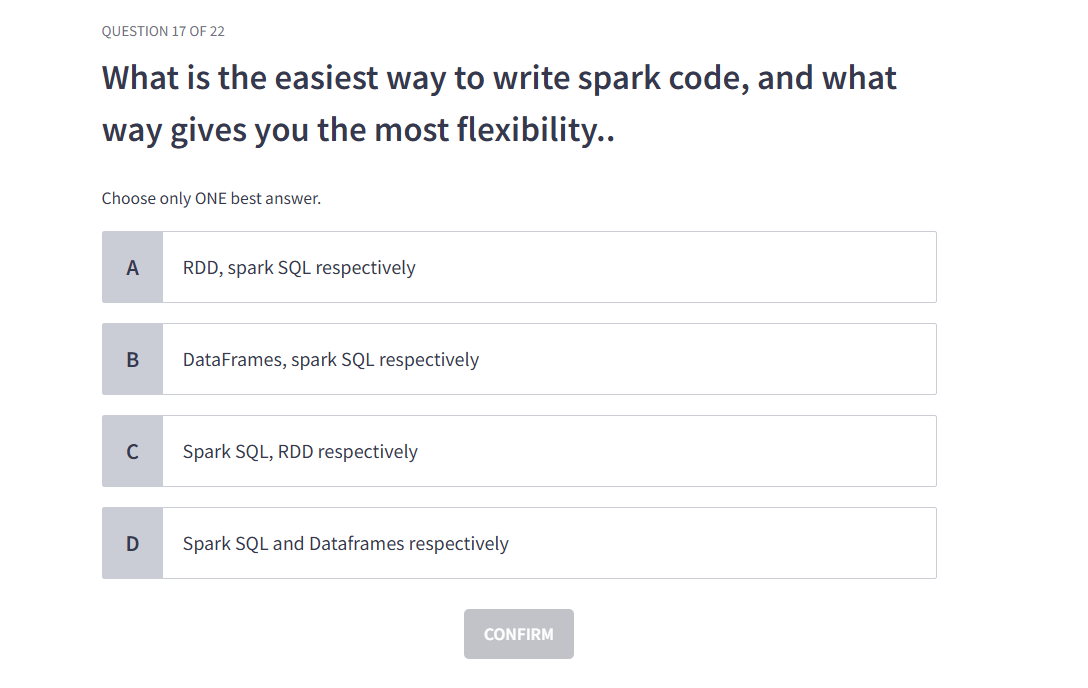 QUESTION 17 OF 22
What is the easiest way to write spark code, and what
way gives you the most flexibility..
Choose only ONE best answer.
A
RDD, spark SQL respectively
B
DataFrames, spark SQL respectively
C
Spark SQL, RDD respectively
D
Spark SQL and Dataframes respectively
CONFIRM